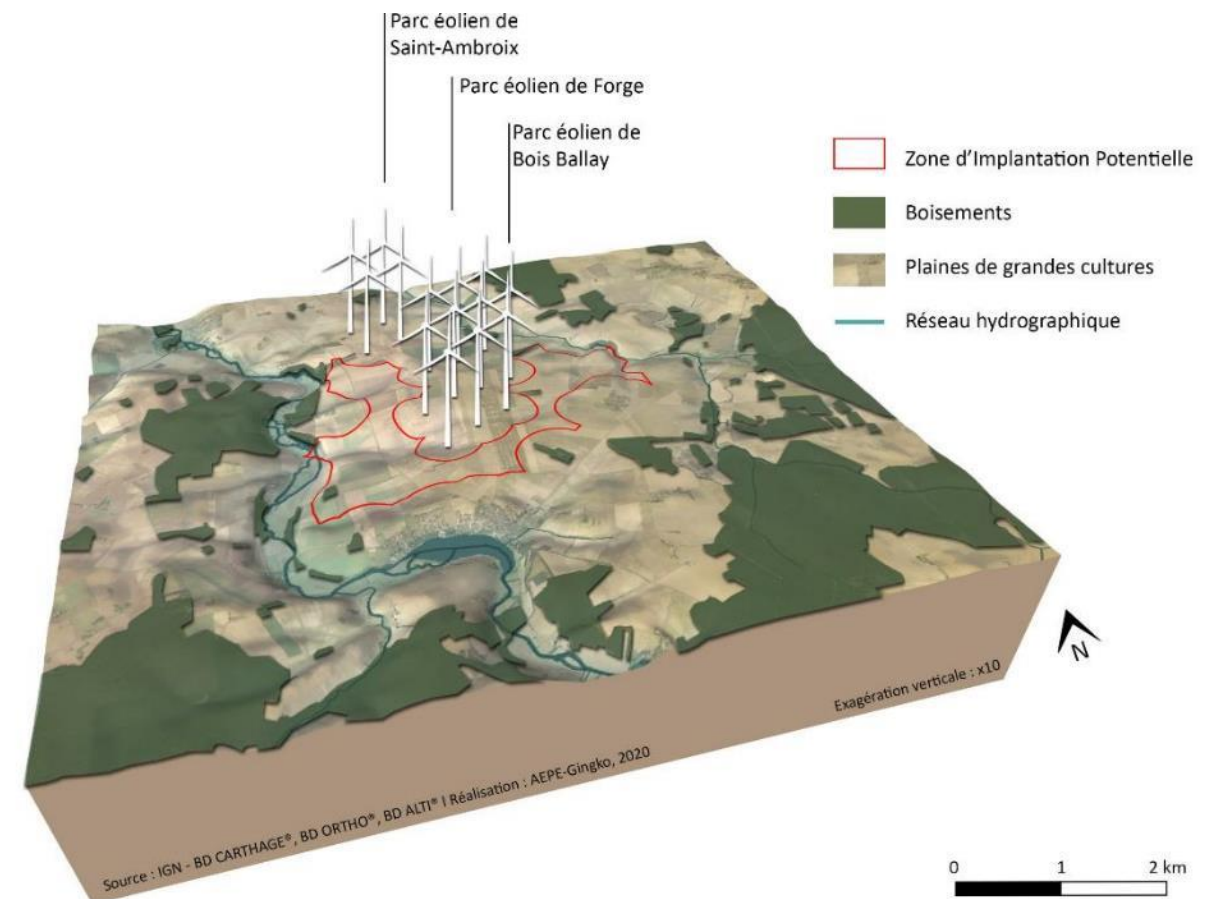 Parc éolien de
Saint-Ambroix
Parc éolien de Forge
Parc éolien de
Bois Ballay
Zone d’Implantation Potentielle
Boisements
Plaines de grandes cultures
Réseau hydrographique
N
Exagération verticale : x10
Source : IGN - BD CARTHAGE®, BD ORTHO®, BD ALTI® I Réalisation : AEPE-Gingko, 2020
0 1 2 km